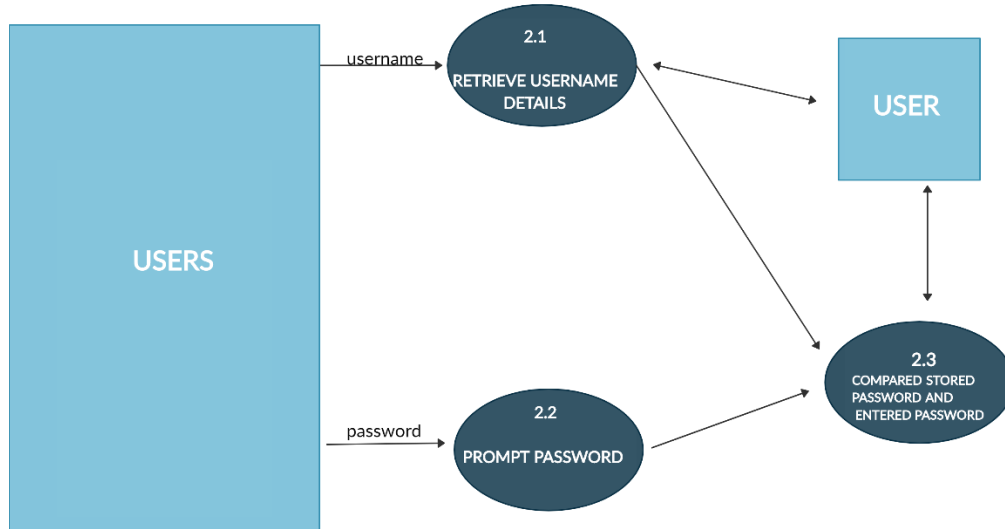 USERS
username
2.1
RETRIEVE USERNAME
DETAILS
USER
password
2.2
PROMPT PASSWORD
2.3
COMPARED STORED
PASSWORD AND
ENTERED PASSWORD